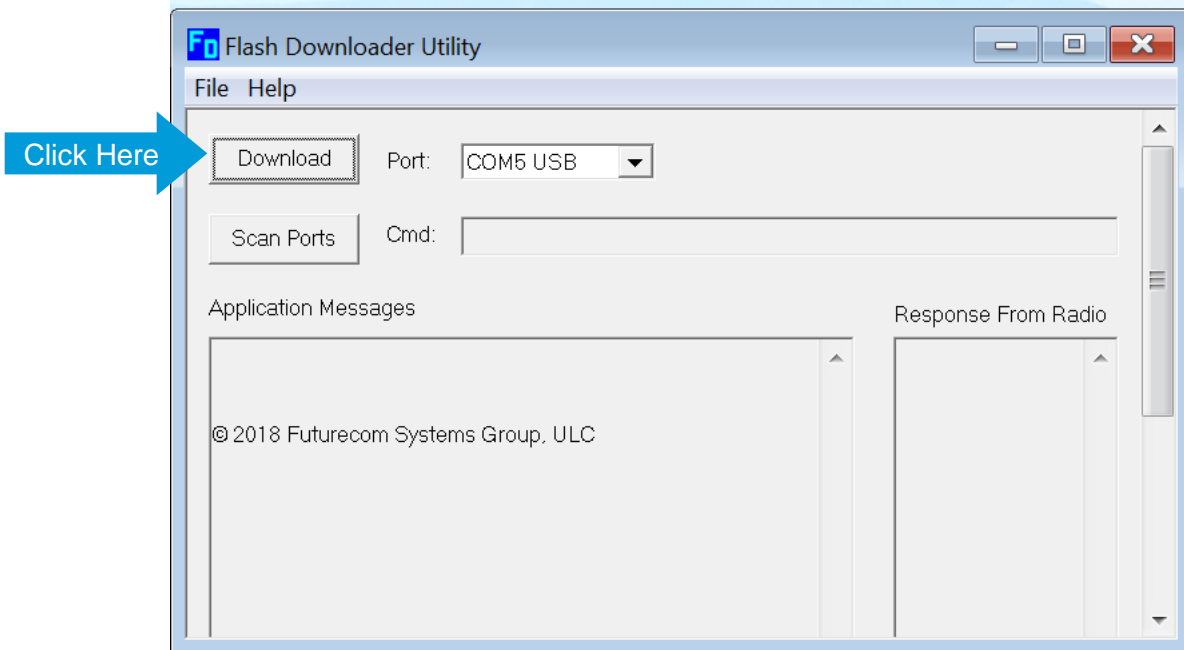 FD Flash Downloader Utility
File Help
Click Here
Download Port: COM5 USB
Scan Ports Cmd:
Application Messages
Response From Radio
© 2018 Futurecom Systems Group, ULC